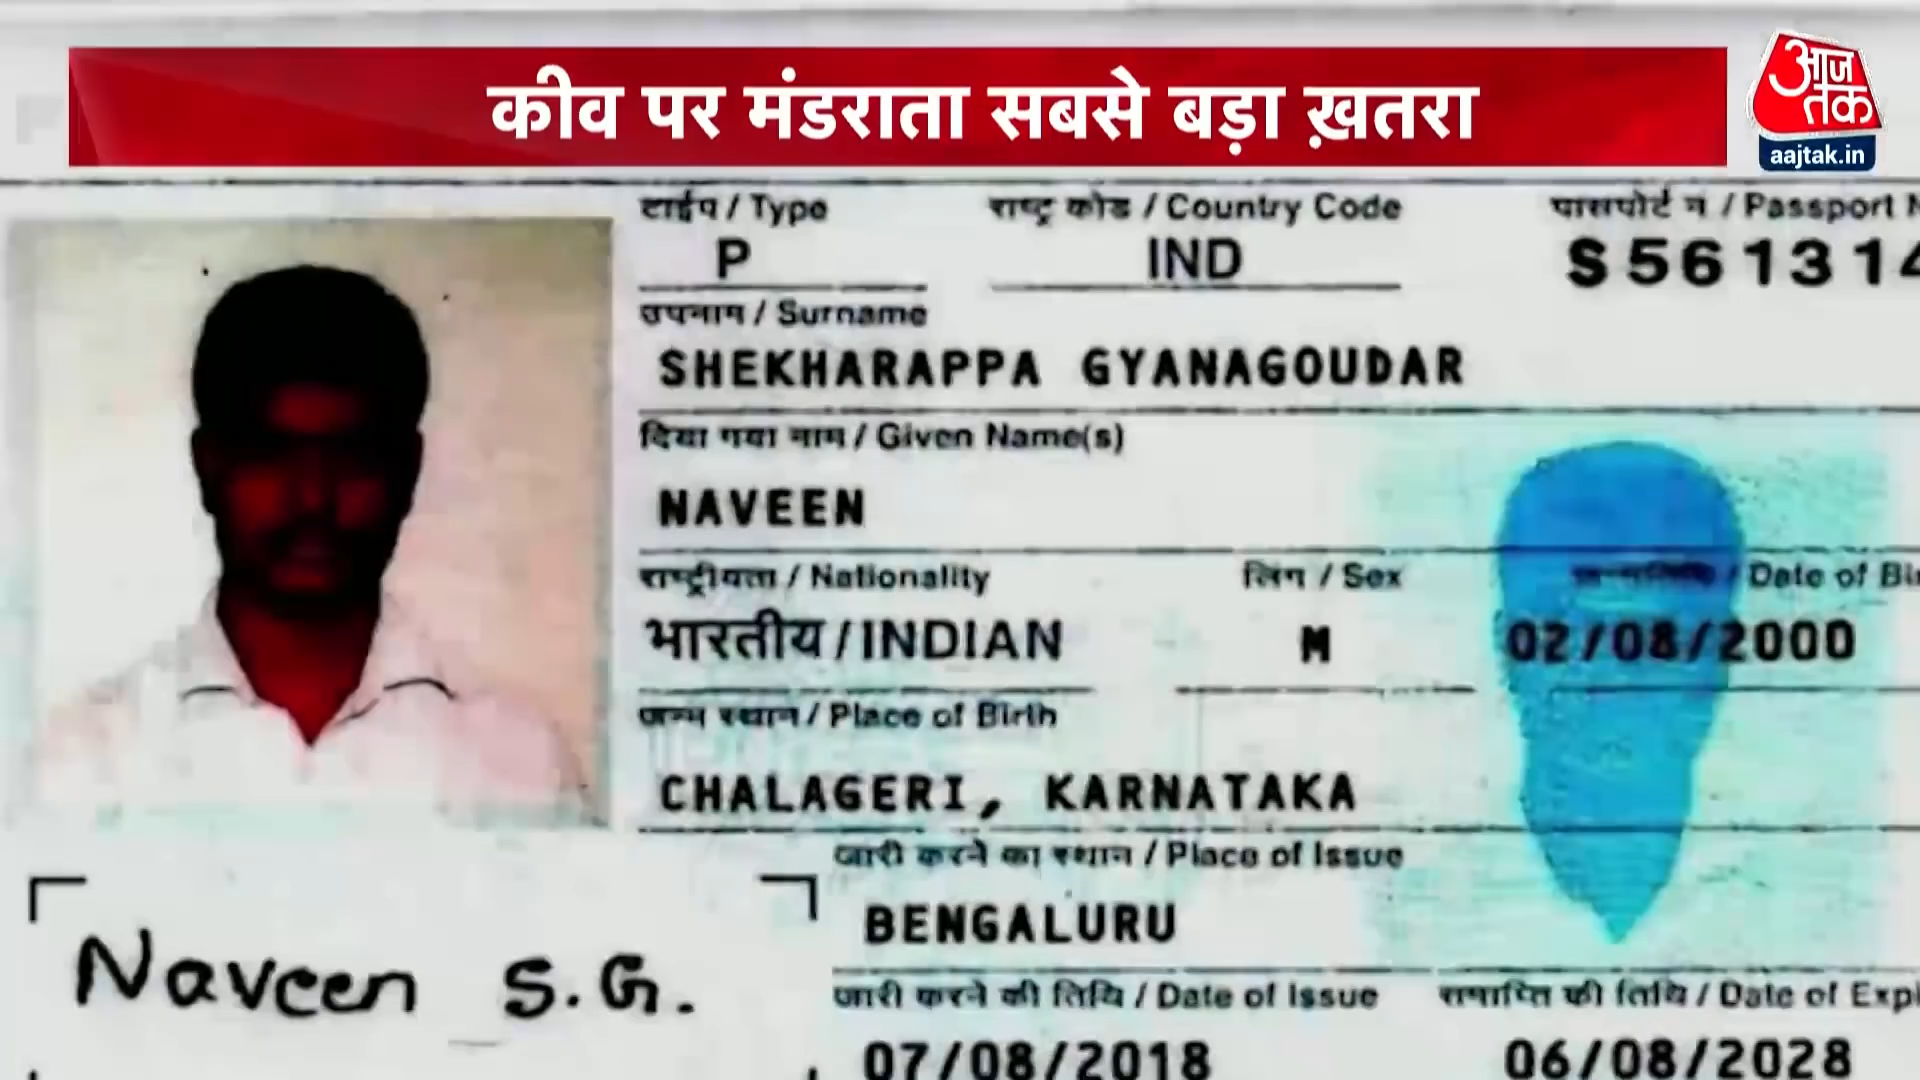 कीव पर मंडराता सबसे बड़ा ख़तरा
आज तक
aajtak.in
टाईप / Type
राष्ट्र कोड / Country Code
पासपोर्ट नं / Passport N
P
IND
S561314
उपनाम / Surname
SHEKHARAPPA GYANAGOUDAR
दिया गया नाम / Given Name(s)
NAVEEN
राष्ट्रीयता / Nationality
लिंग / Sex
/ Date of Bir
भारतीय / INDIAN
M
02/08/2000
जन्म स्थान / Place of Birth
CHALAGERI, KARNATAKA
जारी करने का स्थान / Place of Issue
BENGALURU
Naveen S.G.
जारी करने की तिथि / Date of Issue
समाप्ति की तिथि / Date of Expi
07/08/2018
06/08/2028